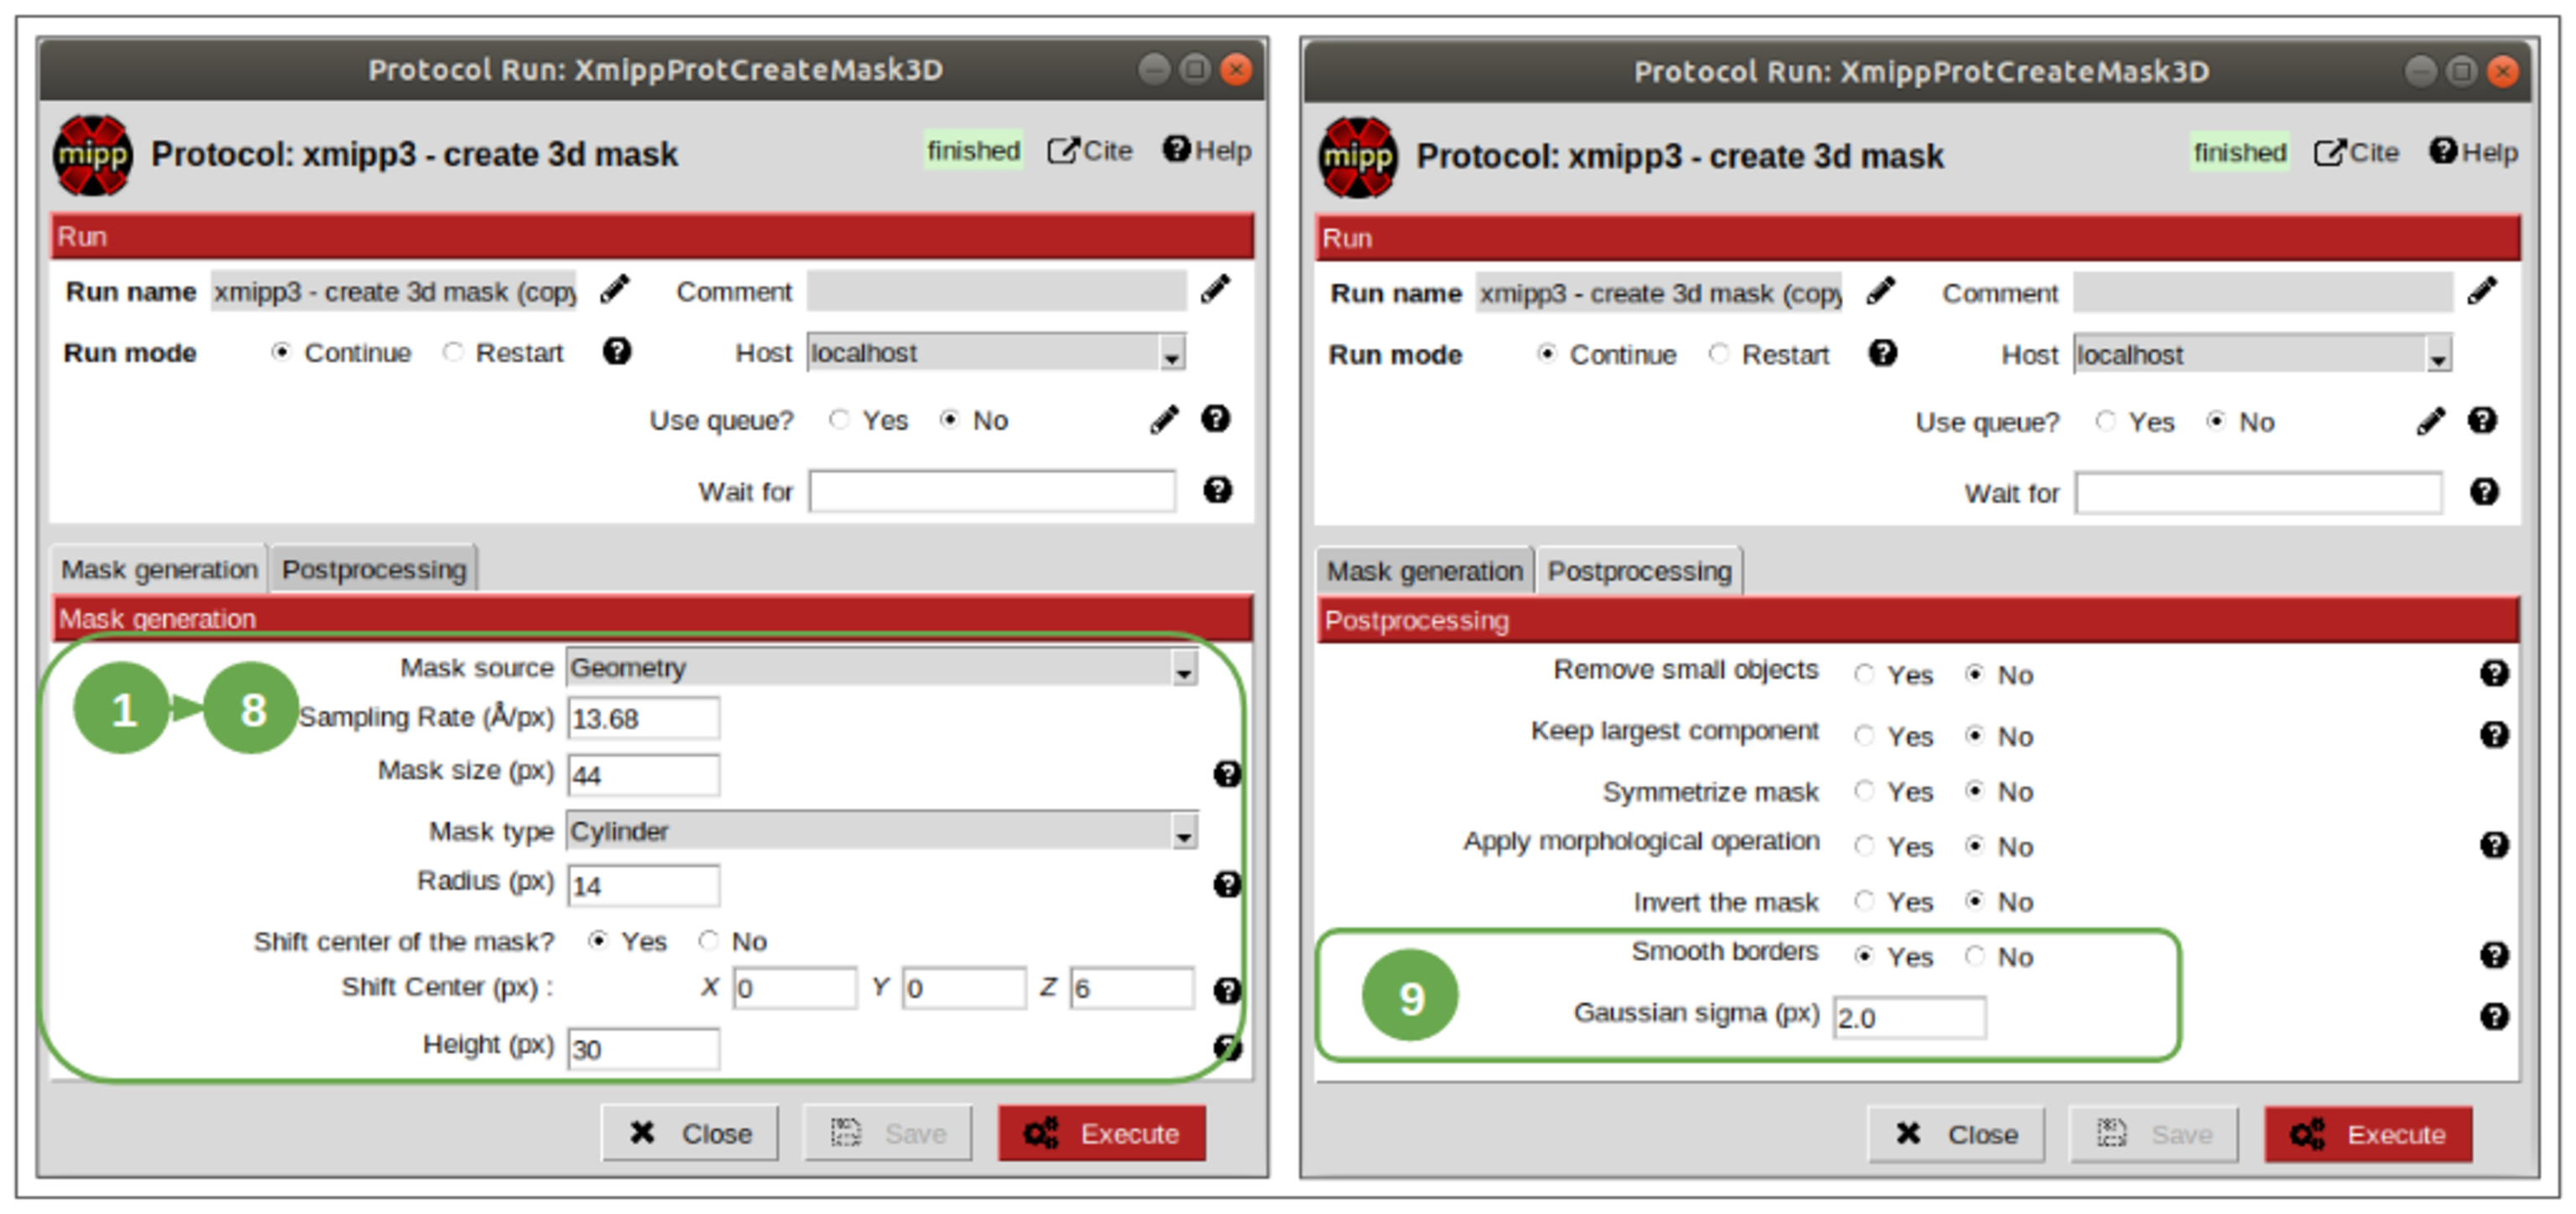 Protocol Run: XmippProtCreateMask3D
mipp
Protocol: xmipp3 - create 3d mask
finished
Cite
Help
Run
Run name xmipp3 - create 3d mask (copy
Comment
Run mode Continue Restart
Host localhost
Use queue? Yes No
Wait for
Mask generation Postprocessing
Mask generation
1 8
Mask source Geometry
Sampling Rate (Å/px) 13.68
Mask size (px) 44
Mask type Cylinder
Radius (px) 14
Shift center of the mask? Yes No
Shift Center (px) : X 0 Y 0 Z 6
Height (px) 30
Close Save Execute
Protocol Run: XmippProtCreateMask3D
mipp
Protocol: xmipp3 - create 3d mask
finished
Cite
Help
Run
Run name xmipp3 - create 3d mask (copy
Comment
Run mode Continue Restart
Host localhost
Use queue? Yes No
Wait for
Mask generation Postprocessing
Postprocessing
Remove small objects Yes No
Keep largest component Yes No
Symmetrize mask Yes No
Apply morphological operation Yes No
Invert the mask Yes No
9
Smooth borders Yes No
Gaussian sigma (px) 2.0
Close Save Execute